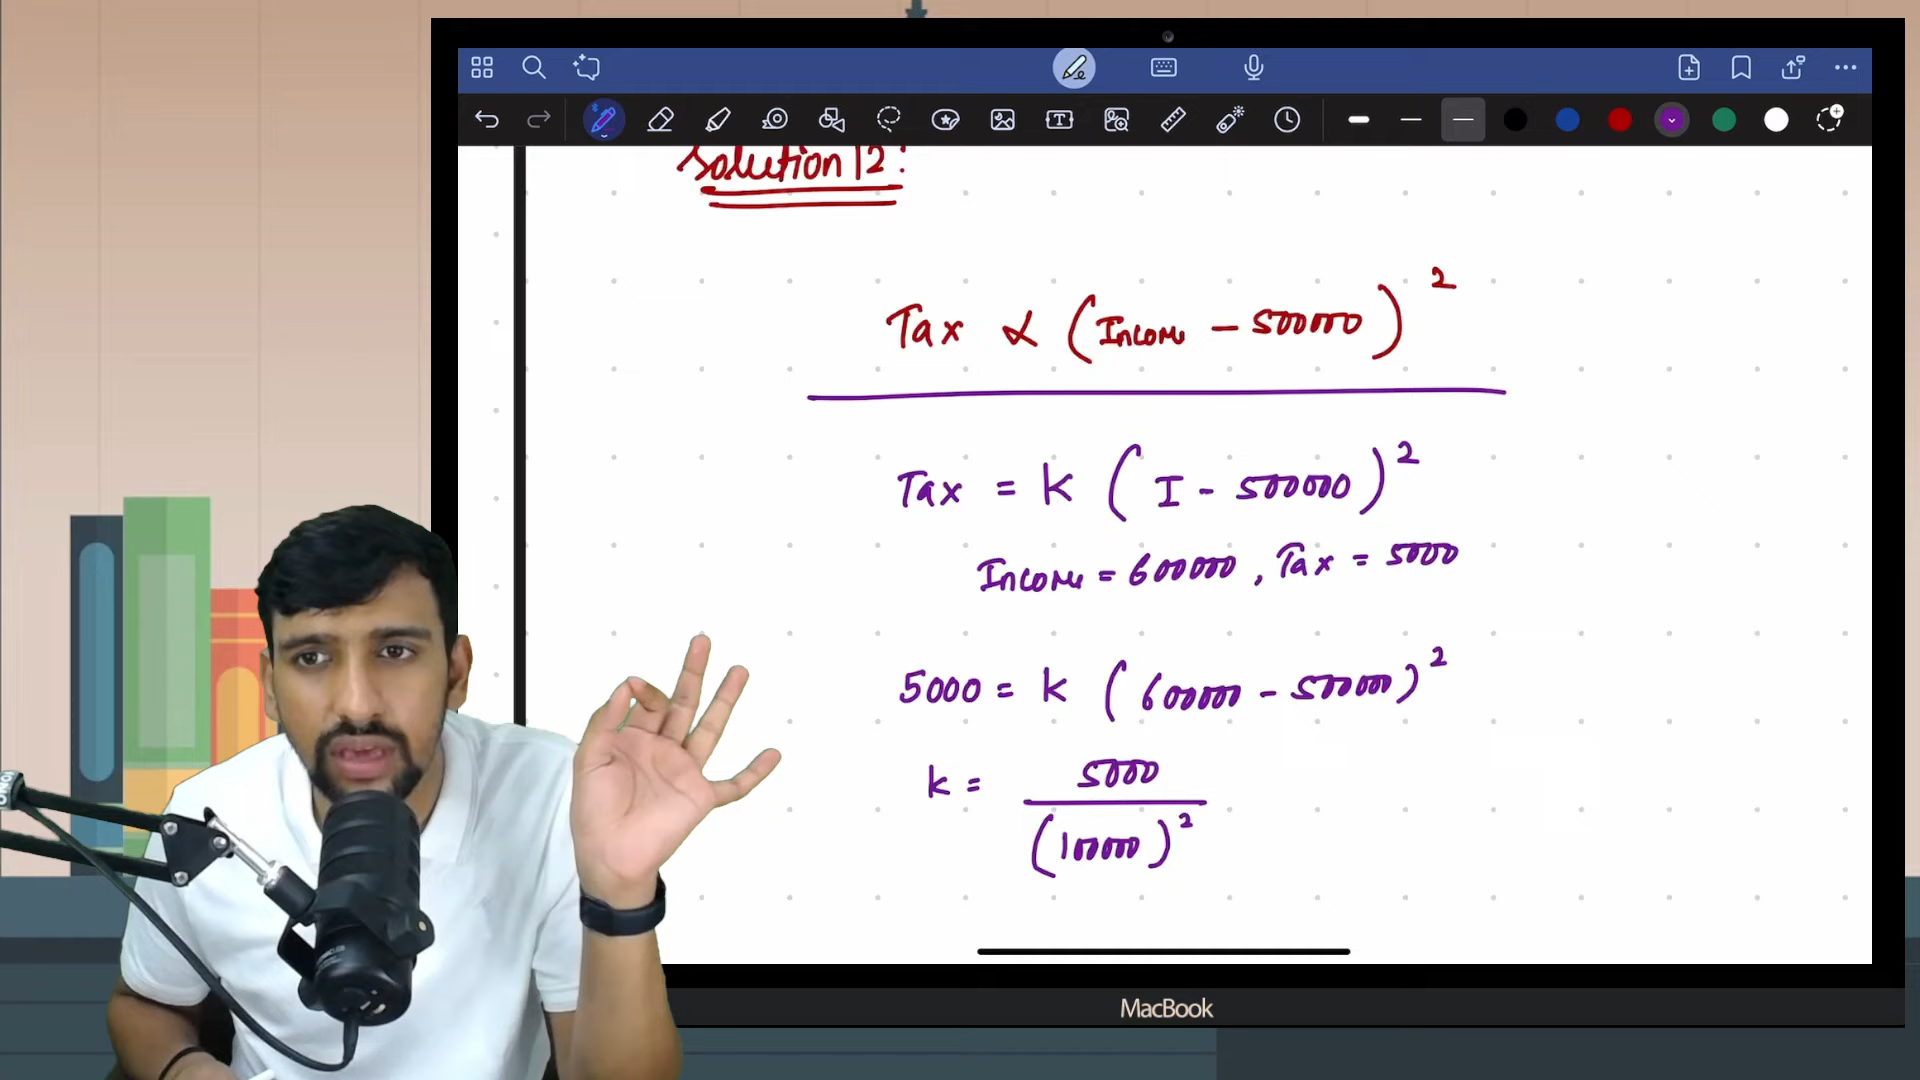 Solution 12:
Tax ∝ (Income - 500000)²
Tax = K (I - 500000)²
Income = 600000, Tax = 5000
5000 = K (600000 - 500000)²
K = 5000 / (100000)²
MacBook